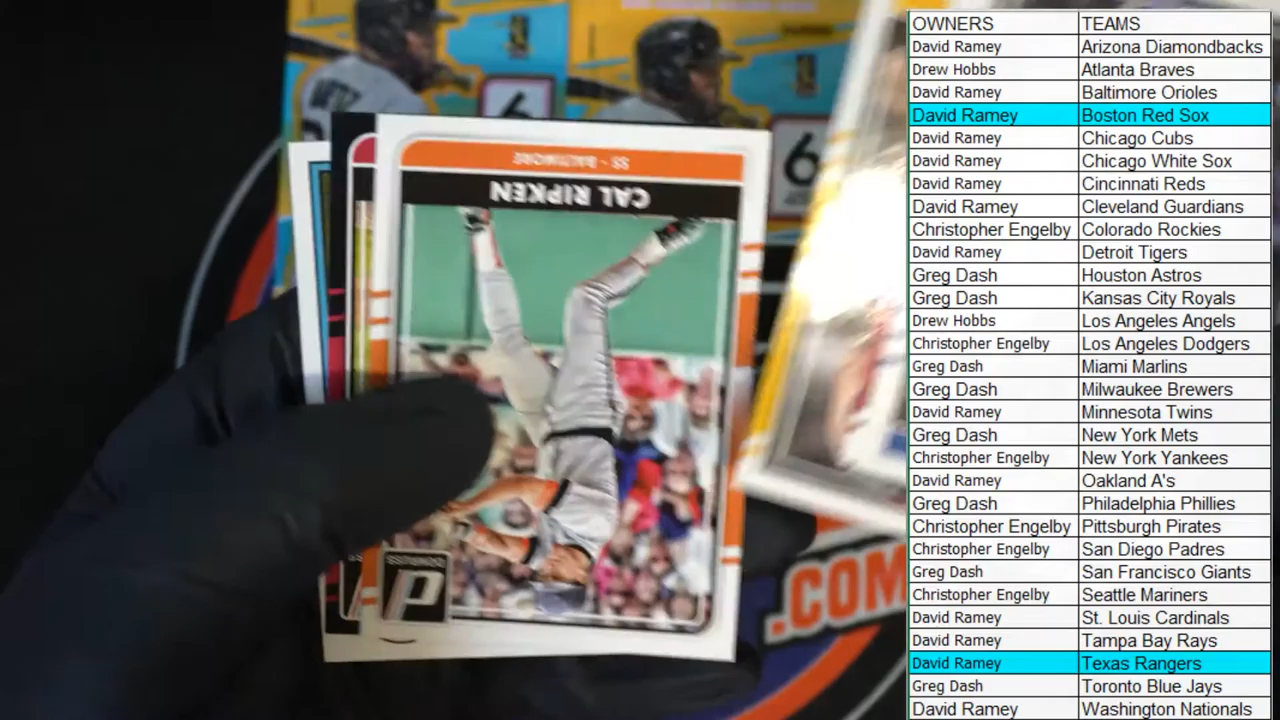 SS - BALTIMORE
CAL RIPKEN
DONRUSS
6
6
.COM
OWNERS TEAMS
David Ramey Arizona Diamondbacks
Drew Hobbs Atlanta Braves
David Ramey Baltimore Orioles
David Ramey Boston Red Sox
David Ramey Chicago Cubs
David Ramey Chicago White Sox
David Ramey Cincinnati Reds
David Ramey Cleveland Guardians
Christopher Engelby Colorado Rockies
David Ramey Detroit Tigers
Greg Dash Houston Astros
Greg Dash Kansas City Royals
Drew Hobbs Los Angeles Angels
Christopher Engelby Los Angeles Dodgers
Greg Dash Miami Marlins
Greg Dash Milwaukee Brewers
David Ramey Minnesota Twins
Greg Dash New York Mets
Christopher Engelby New York Yankees
David Ramey Oakland A's
Greg Dash Philadelphia Phillies
Christopher Engelby Pittsburgh Pirates
Christopher Engelby San Diego Padres
Greg Dash San Francisco Giants
Christopher Engelby Seattle Mariners
David Ramey St. Louis Cardinals
David Ramey Tampa Bay Rays
David Ramey Texas Rangers
Greg Dash Toronto Blue Jays
David Ramey Washington Nationals